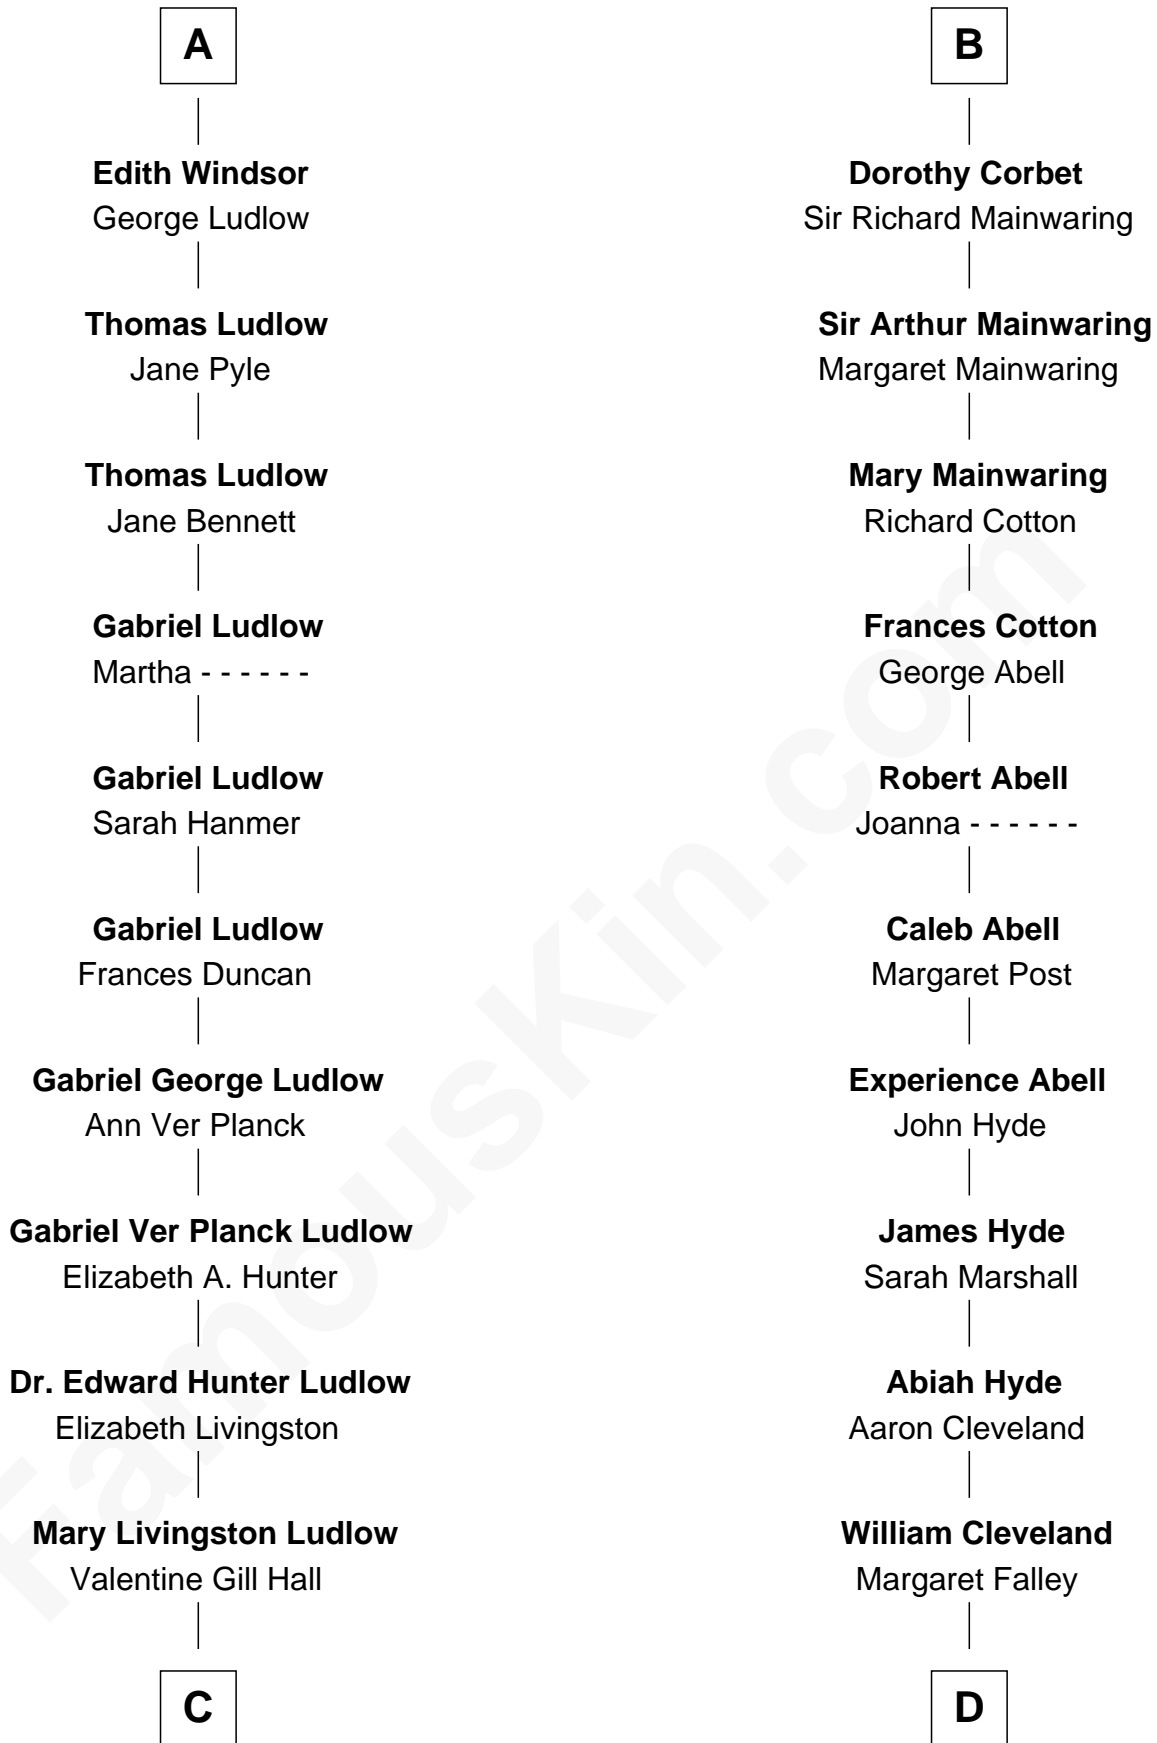 A
Edith Windsor
George Ludlow
Thomas Ludlow
Jane Pyle
Thomas Ludlow
Jane Bennett
Gabriel Ludlow
Martha - - - - - -
Gabriel Ludlow
Sarah Hanmer
Gabriel Ludlow
Frances Duncan
Gabriel George Ludlow
Ann Ver Planck
Gabriel Ver Planck Ludlow
Elizabeth A. Hunter
Dr. Edward Hunter Ludlow
Elizabeth Livingston
Mary Livingston Ludlow
Valentine Gill Hall
C
B
Dorothy Corbet
Sir Richard Mainwaring
Sir Arthur Mainwaring
Margaret Mainwaring
Mary Mainwaring
Richard Cotton
Frances Cotton
George Abell
Robert Abell
Joanna - - - - - -
Caleb Abell
Margaret Post
Experience Abell
John Hyde
James Hyde
Sarah Marshall
Abiah Hyde
Aaron Cleveland
William Cleveland
Margaret Falley
D
FamousKin.com